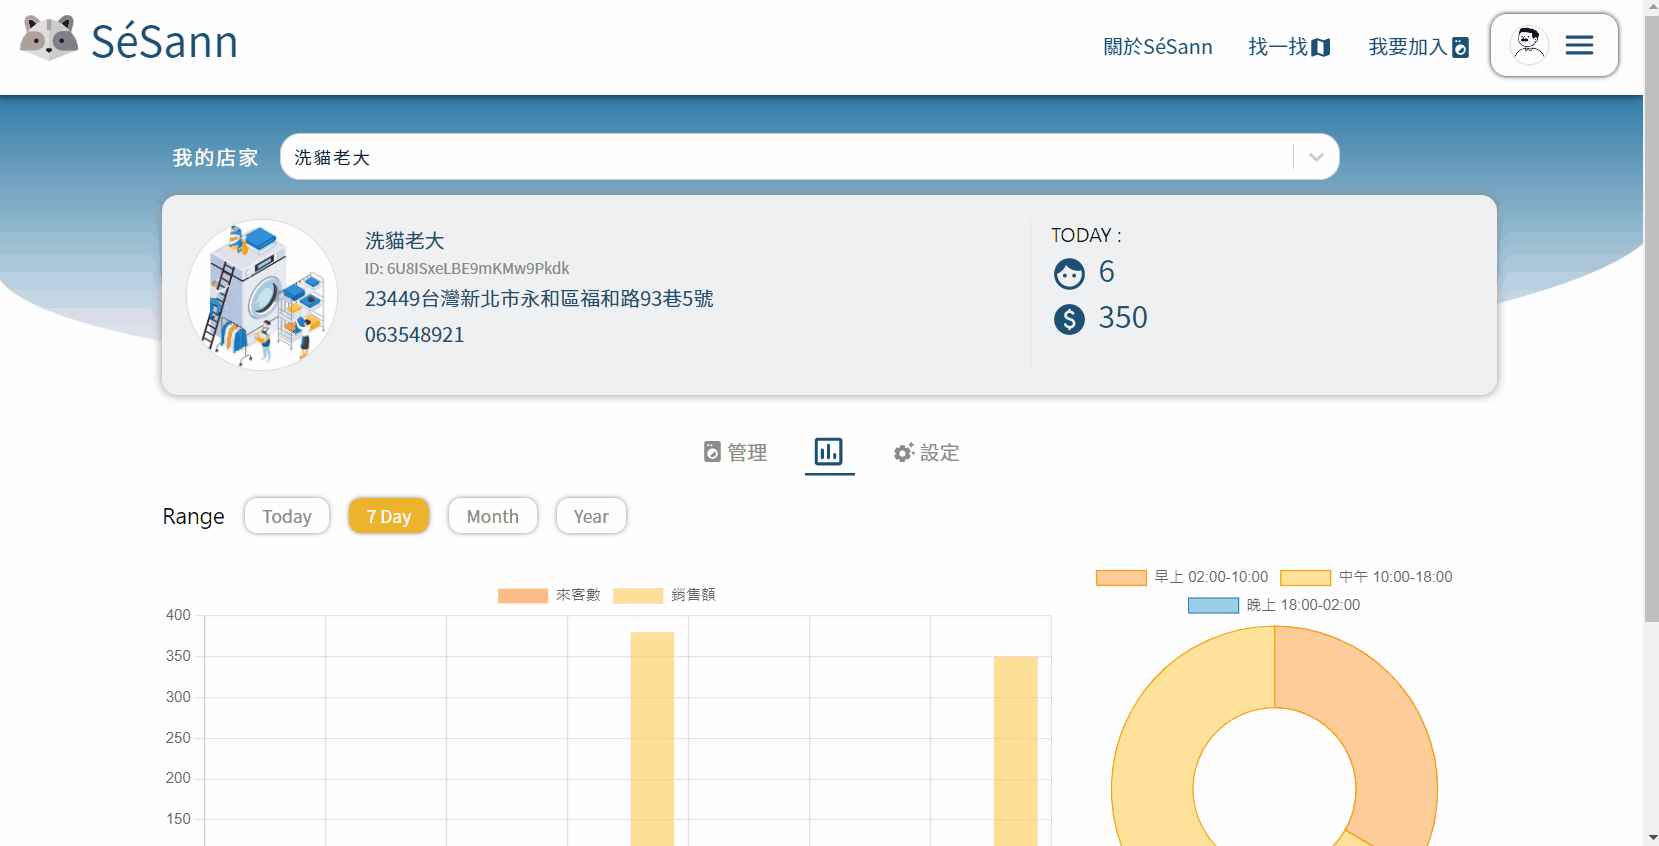 SéSann
關於SéSann
找一找
我要加入
我的店家
洗貓老大
洗貓老大
ID: 6U8ISxeLBE9mKMw9Pkdk
23449台灣新北市永和區福和路93巷5號
063548921
TODAY :
6
350
管理
設定
Range
Today
7 Day
Month
Year
來客數
銷售額
400
350
300
250
200
150
早上 02:00-10:00
中午 10:00-18:00
晚上 18:00-02:00